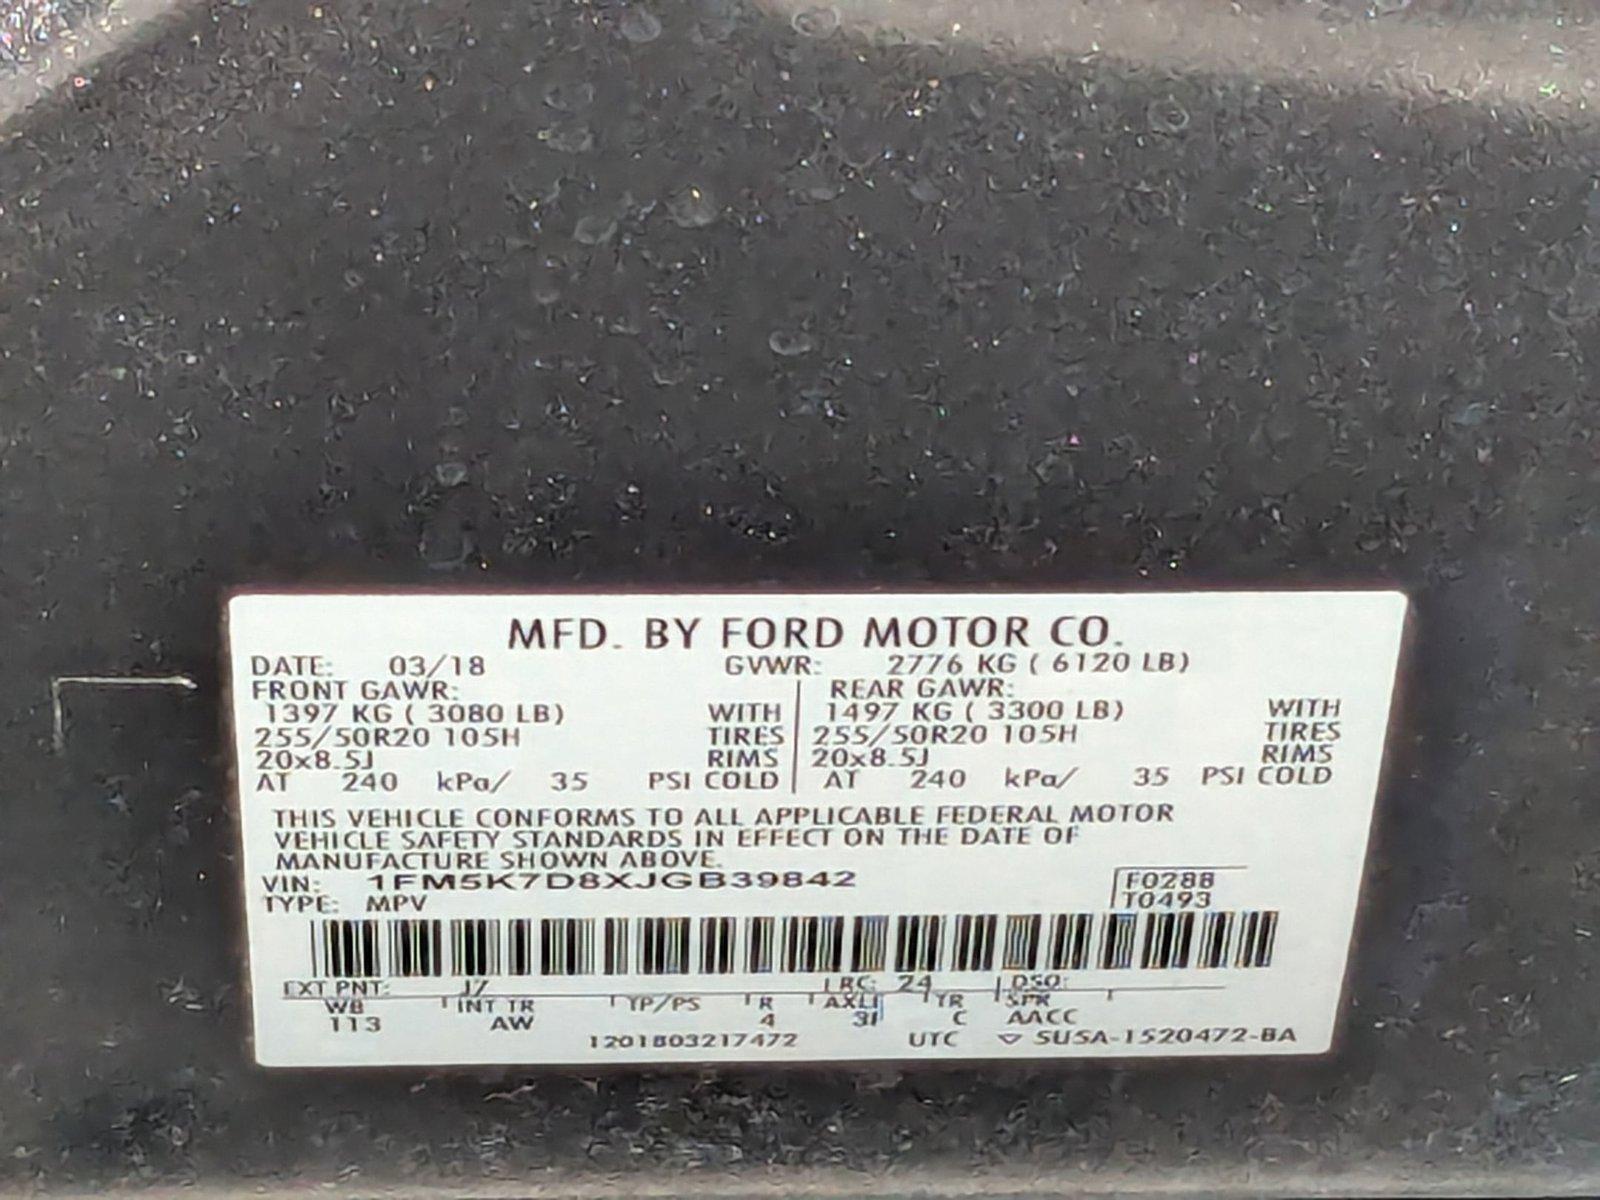 MFD. BY FORD MOTOR CO.
DATE: 03/18 GVWR: 2776 KG ( 6120 LB)
FRONT GAWR: REAR GAWR:
1397 KG ( 3080 LB) WITH 1497 KG ( 3300 LB) WITH
255/50R20 105H TIRES 255/50R20 105H TIRES
20x8.5J RIMS 20x8.5J RIMS
AT 240 kPa/ 35 PSI COLD AT 240 kPa/ 35 PSI COLD
THIS VEHICLE CONFORMS TO ALL APPLICABLE FEDERAL MOTOR
VEHICLE SAFETY STANDARDS IN EFFECT ON THE DATE OF
MANUFACTURE SHOWN ABOVE.
VIN: 1FM5K7D8XJGB39842 F0288
TYPE: MPV T0493
EXT PNT: J7 LRC: 24 DSO:
WB INT TR TP/PS R AXLE TR SPR
113 AW 4 3I C AACC
1201803217472 UTC ▽ SU5A-1520472-BA